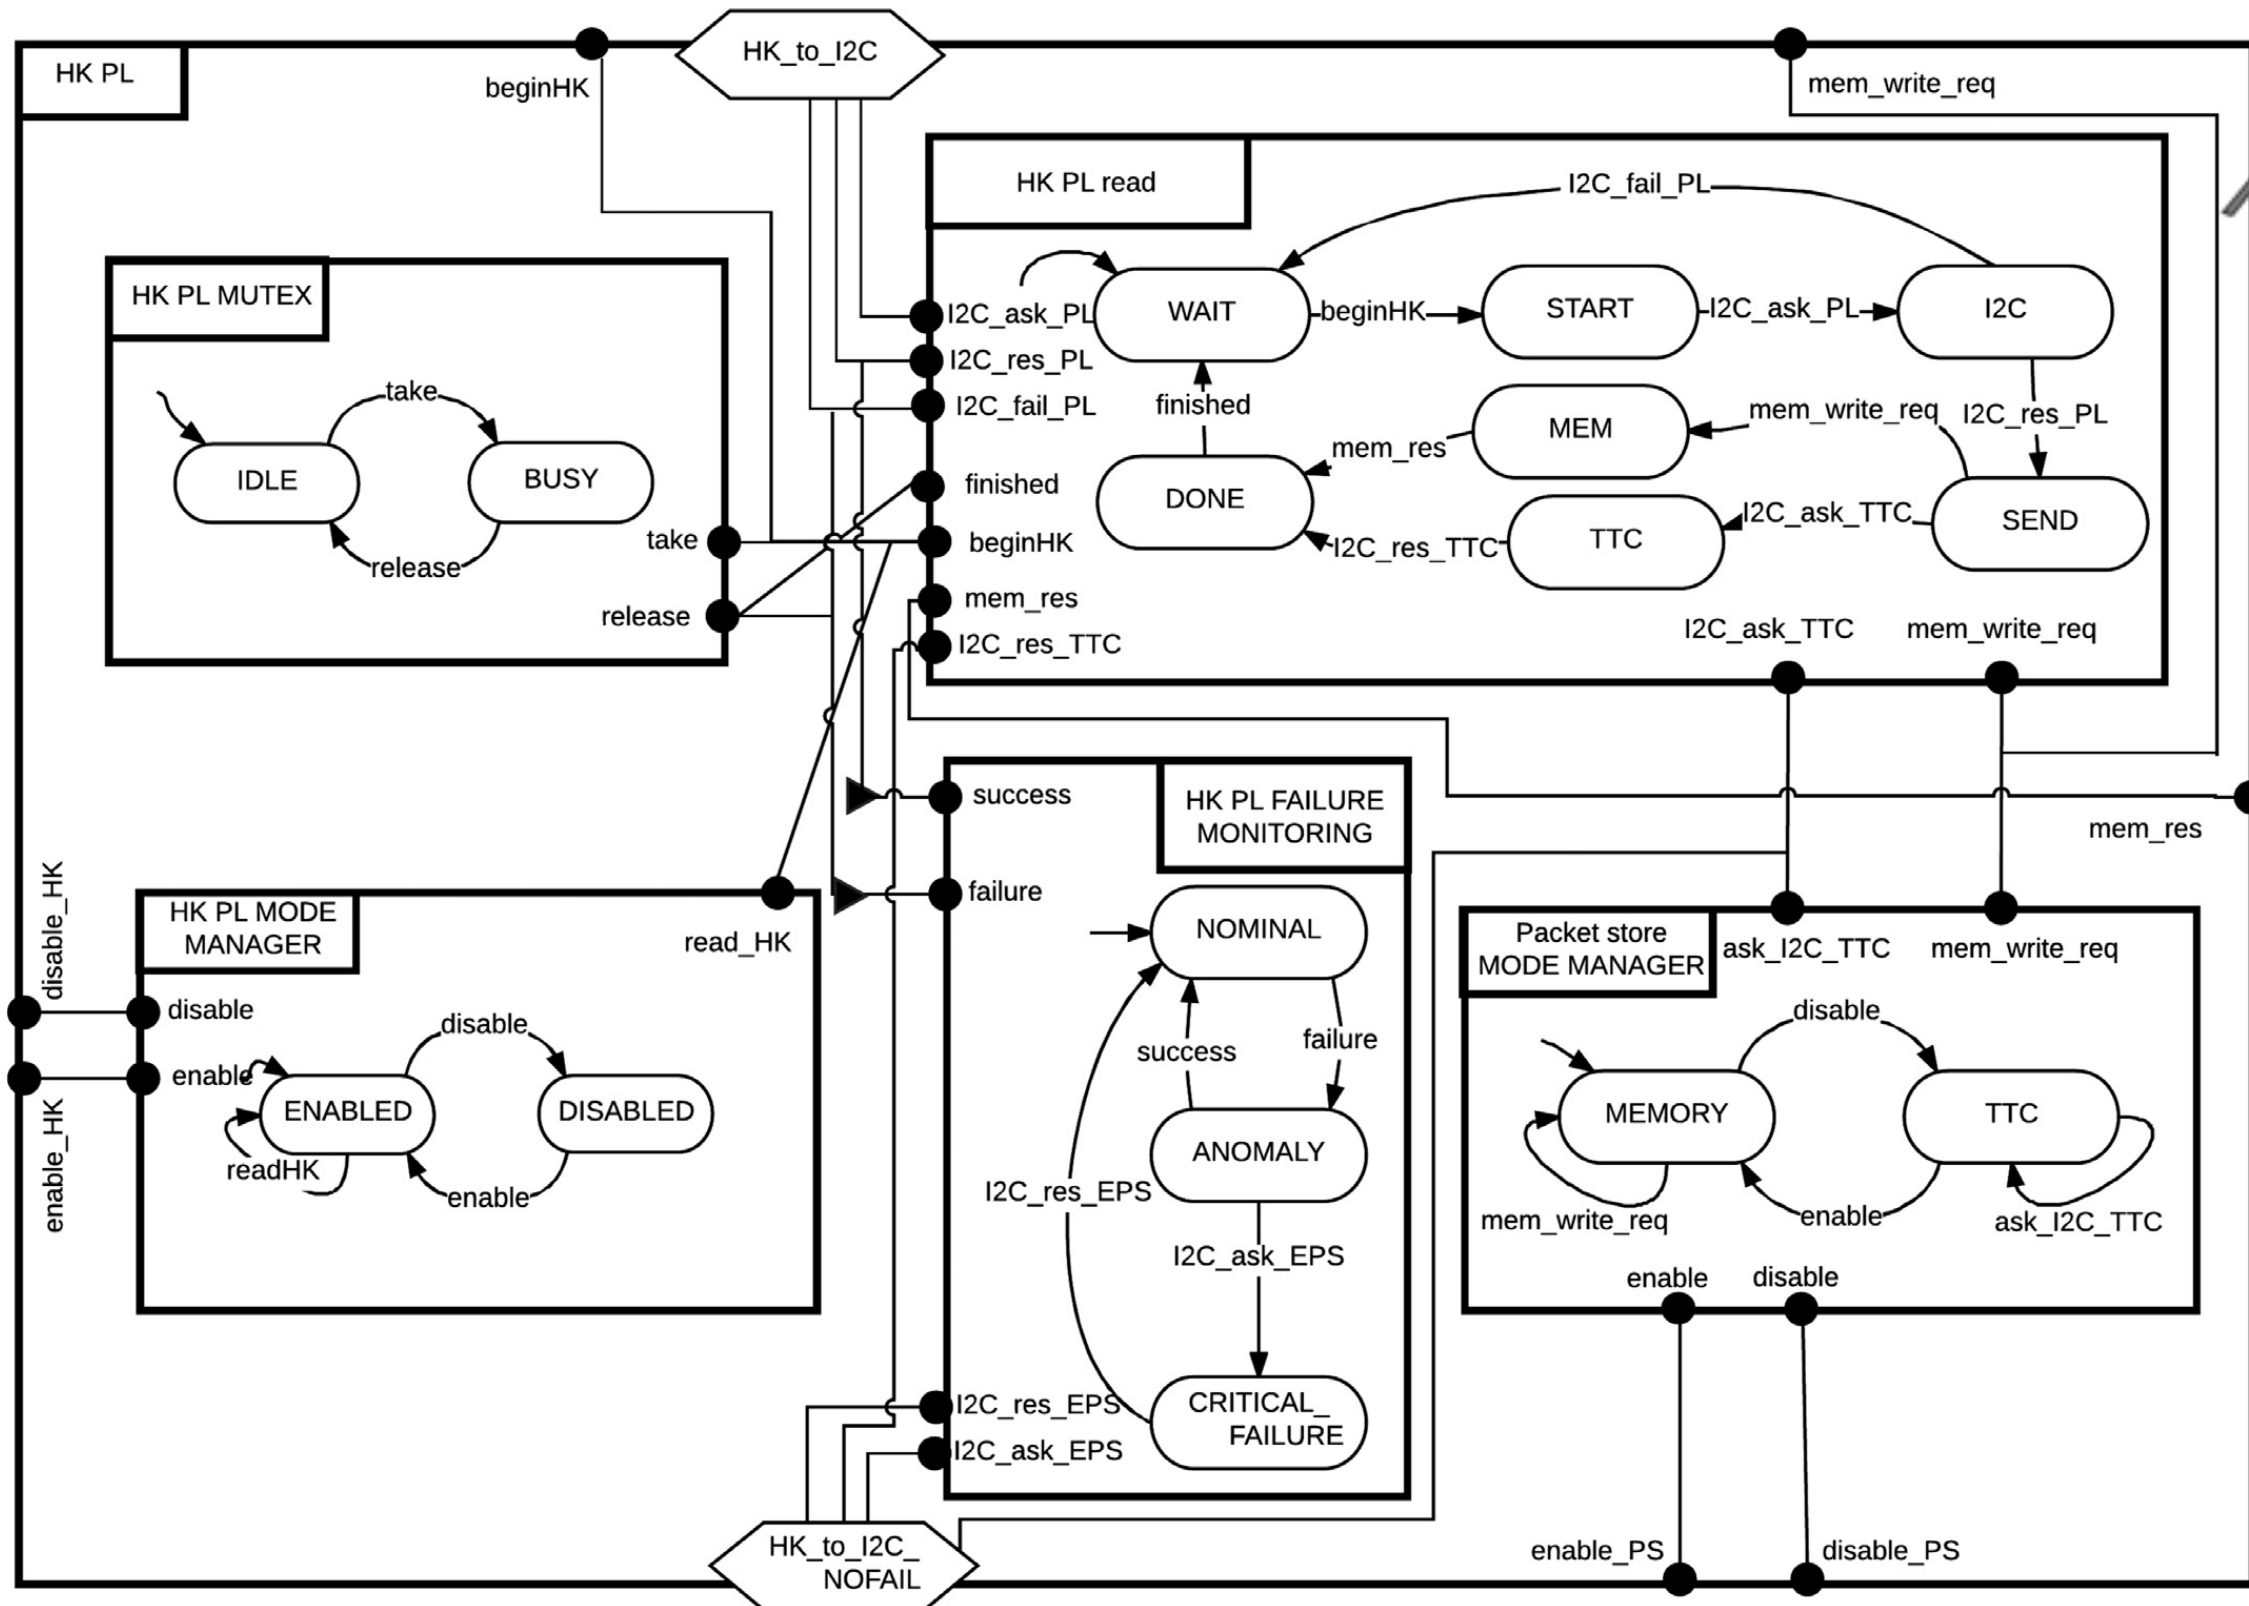 HK_to_I2C
HK PL
beginHK
mem_write_req
HK PL read
I2C_fail_PL
HK PL MUTEX
I2C_ask_PL
WAIT
beginHK
START
I2C_ask_PL
I2C
I2C_res_PL
I2C_fail_PL
finished
mem_res
MEM
mem_write_req
I2C_res_PL
take
IDLE
BUSY
release
finished
DONE
I2C_res_TTC
TTC
I2C_ask_TTC
SEND
take
beginHK
release
mem_res
I2C_res_TTC
I2C_ask_TTC
mem_write_req
success
HK PL FAILURE
MONITORING
mem_res
failure
disable_HK
HK PL MODE
MANAGER
read_HK
NOMINAL
Packet store
MODE MANAGER
ask_I2C_TTC
mem_write_req
disable
disable
success
failure
disable
enable
ENABLED
DISABLED
readHK
enable
enable_HK
ANOMALY
MEMORY
TTC
I2C_res_EPS
mem_write_req
enable
ask_I2C_TTC
I2C_ask_EPS
enable
disable
I2C_res_EPS
CRITICAL_
FAILURE
I2C_ask_EPS
HK_to_I2C_
NOFAIL
enable_PS
disable_PS